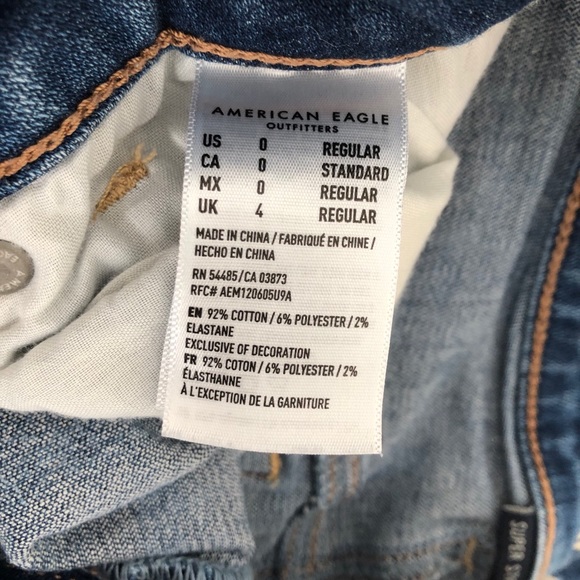 AMERICAN EAGLE
OUTFITTERS
US 0 REGULAR
CA 0 STANDARD
MX 0 REGULAR
UK 4 REGULAR
MADE IN CHINA / FABRIQUÉ EN CHINE /
HECHO EN CHINA
RN 54485/CA 03873
RFC# AEM120605U9A
EN 92% COTTON / 6% POLYESTER / 2%
ELASTANE
EXCLUSIVE OF DECORATION
FR 92% COTON / 6% POLYESTER / 2%
ÉLASTHANNE
À L'EXCEPTION DE LA GARNITURE
SUPER